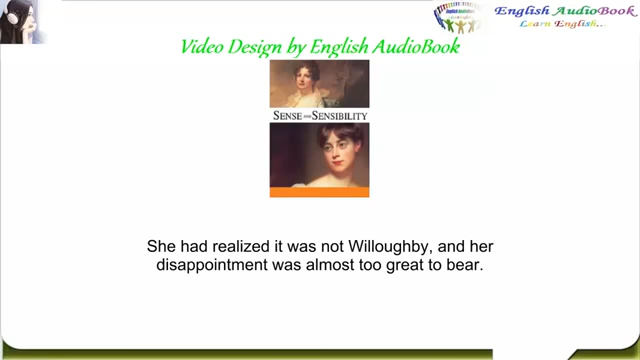 English AudioBook
Learn English...
Video Design by English AudioBook
SENSE AND SENSIBILITY
She had realized it was not Willoughby, and her
disappointment was almost too great to bear.